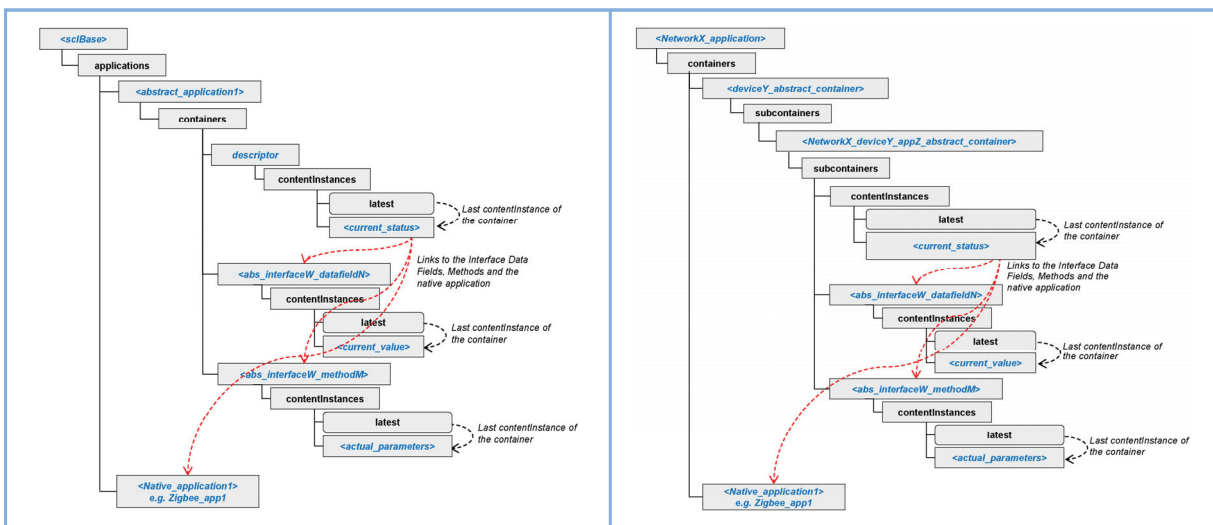 <sclBase>
applications
<abstract_application1>
containers
descriptor
contentInstances
latest
Last contentInstance of
the container
<current_status>
Links to the Interface Data
Fields, Methods and the
native application
<abs_interfaceW_datafieldN>
contentInstances
latest
Last contentInstance of
the container
<current_value>
<abs_interfaceW_methodM>
contentInstances
latest
Last contentInstance of
the container
<actual_parameters>
<Native_application1>
e.g. Zigbee_app1
<NetworkX_application>
containers
<deviceY_abstract_container>
subcontainers
<NetworkX_deviceY_appZ_abstract_container>
subcontainers
contentInstances
latest
Last contentInstance of
the container
<current_status>
Links to the Interface Data
Fields, Methods and the
native application
<abs_interfaceW_datafieldN>
contentInstances
latest
Last contentInstance of
the container
<current_value>
<abs_interfaceW_methodM>
contentInstances
latest
Last contentInstance of
the container
<actual_parameters>
<Native_application1>
e.g. Zigbee_app1